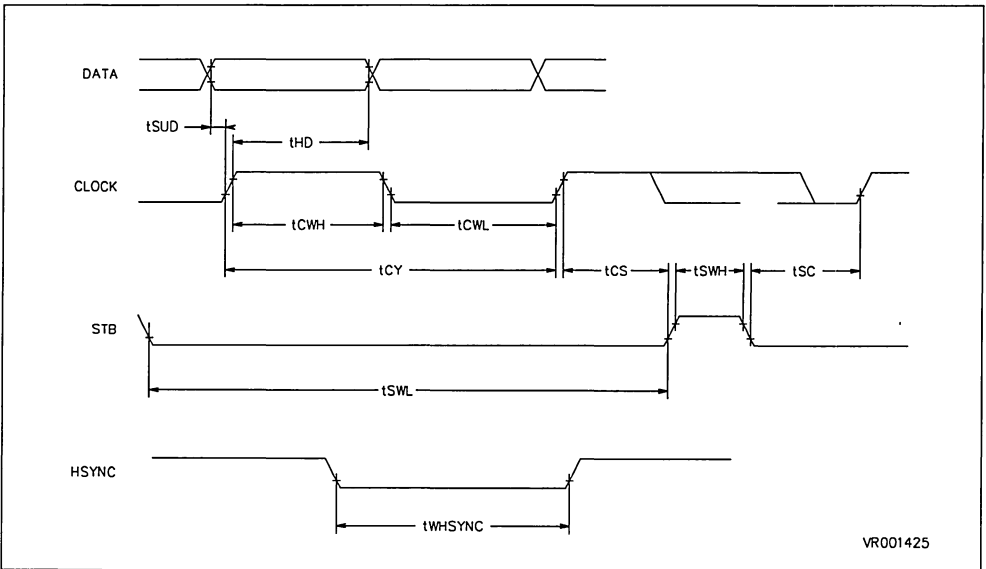 DATA
tSUD
tHD
CLOCK
tCWH
tCWL
tCY
tCS
tSWH
tSC
STB
tSWL
HSYNC
tWHSYNC
VR001425